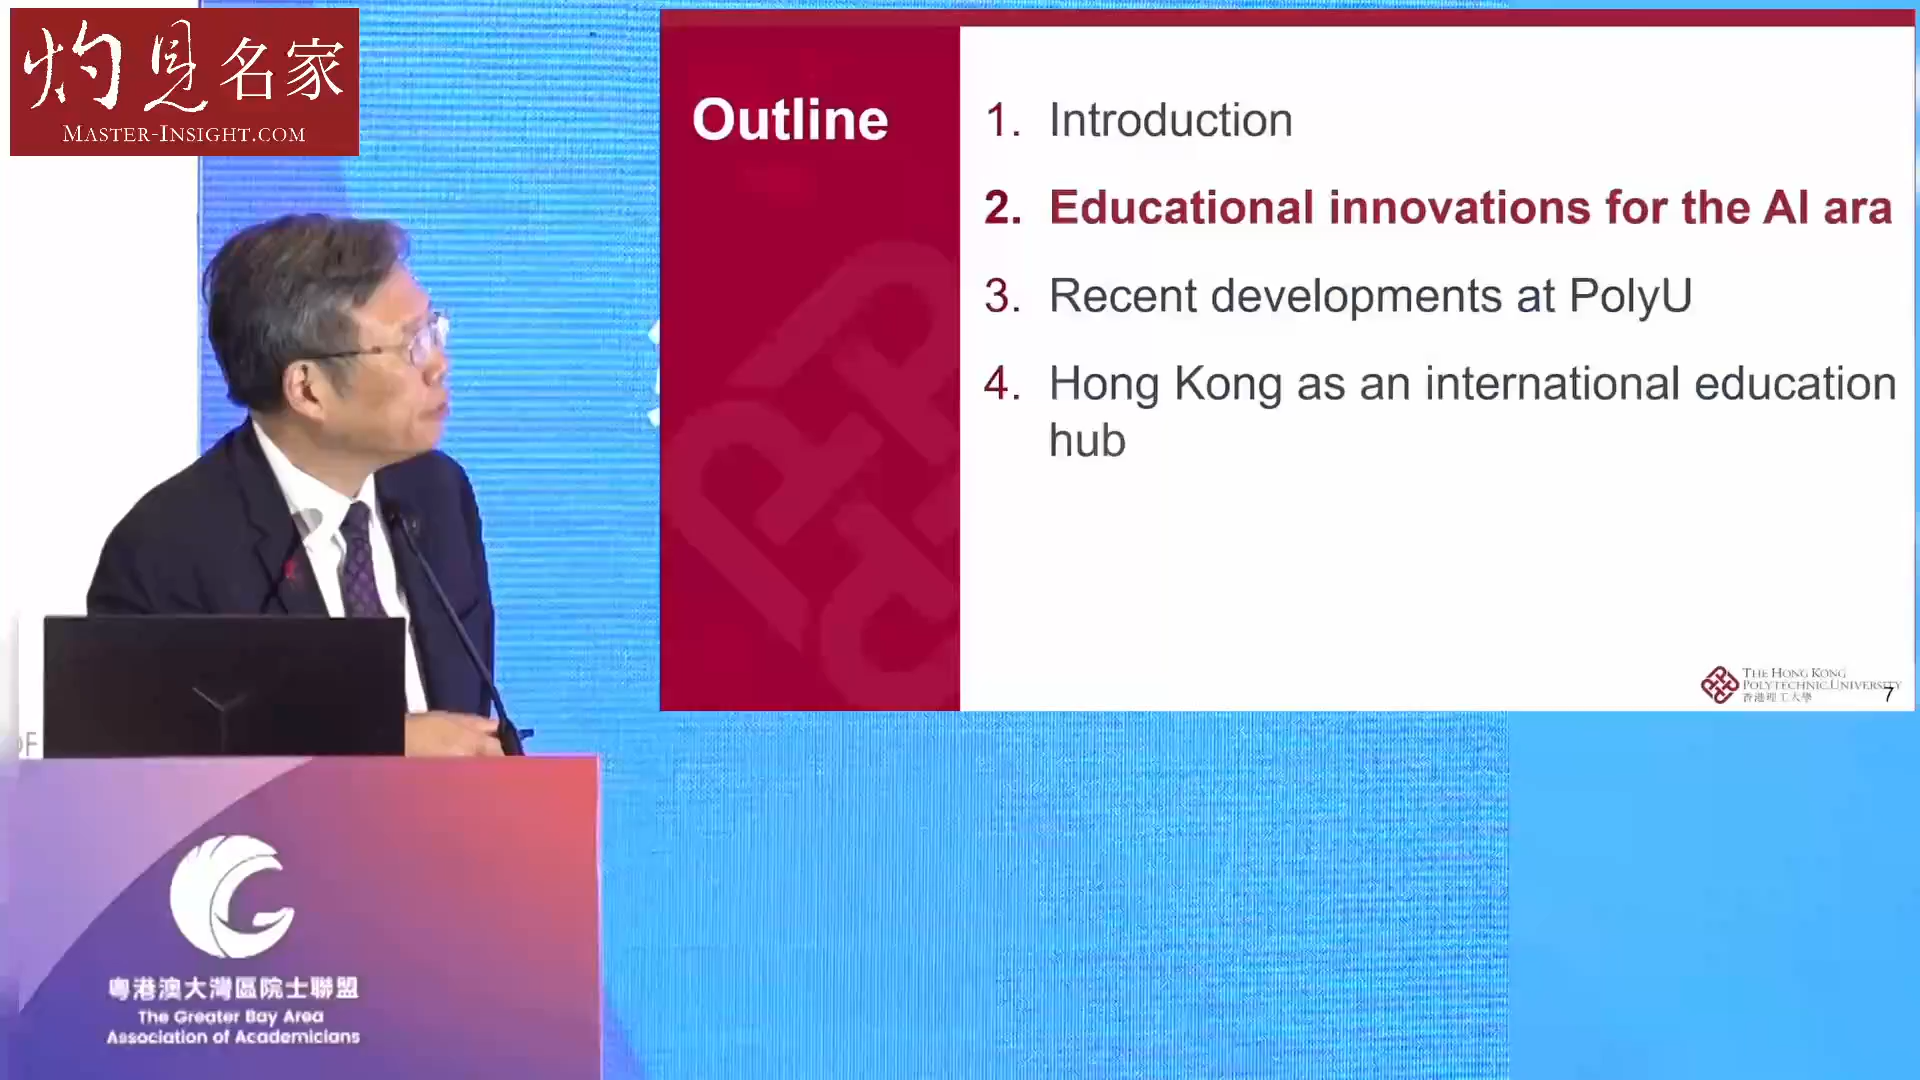 灼見名家
MASTER-INSIGHT.COM
Outline
1. Introduction
2. Educational innovations for the AI ara
3. Recent developments at PolyU
4. Hong Kong as an international education
hub
THE HONG KONG
POLYTECHNIC UNIVERSITY
香港理工大學
7
粵港澳大灣區院士聯盟
The Greater Bay Area
Association of Academicians